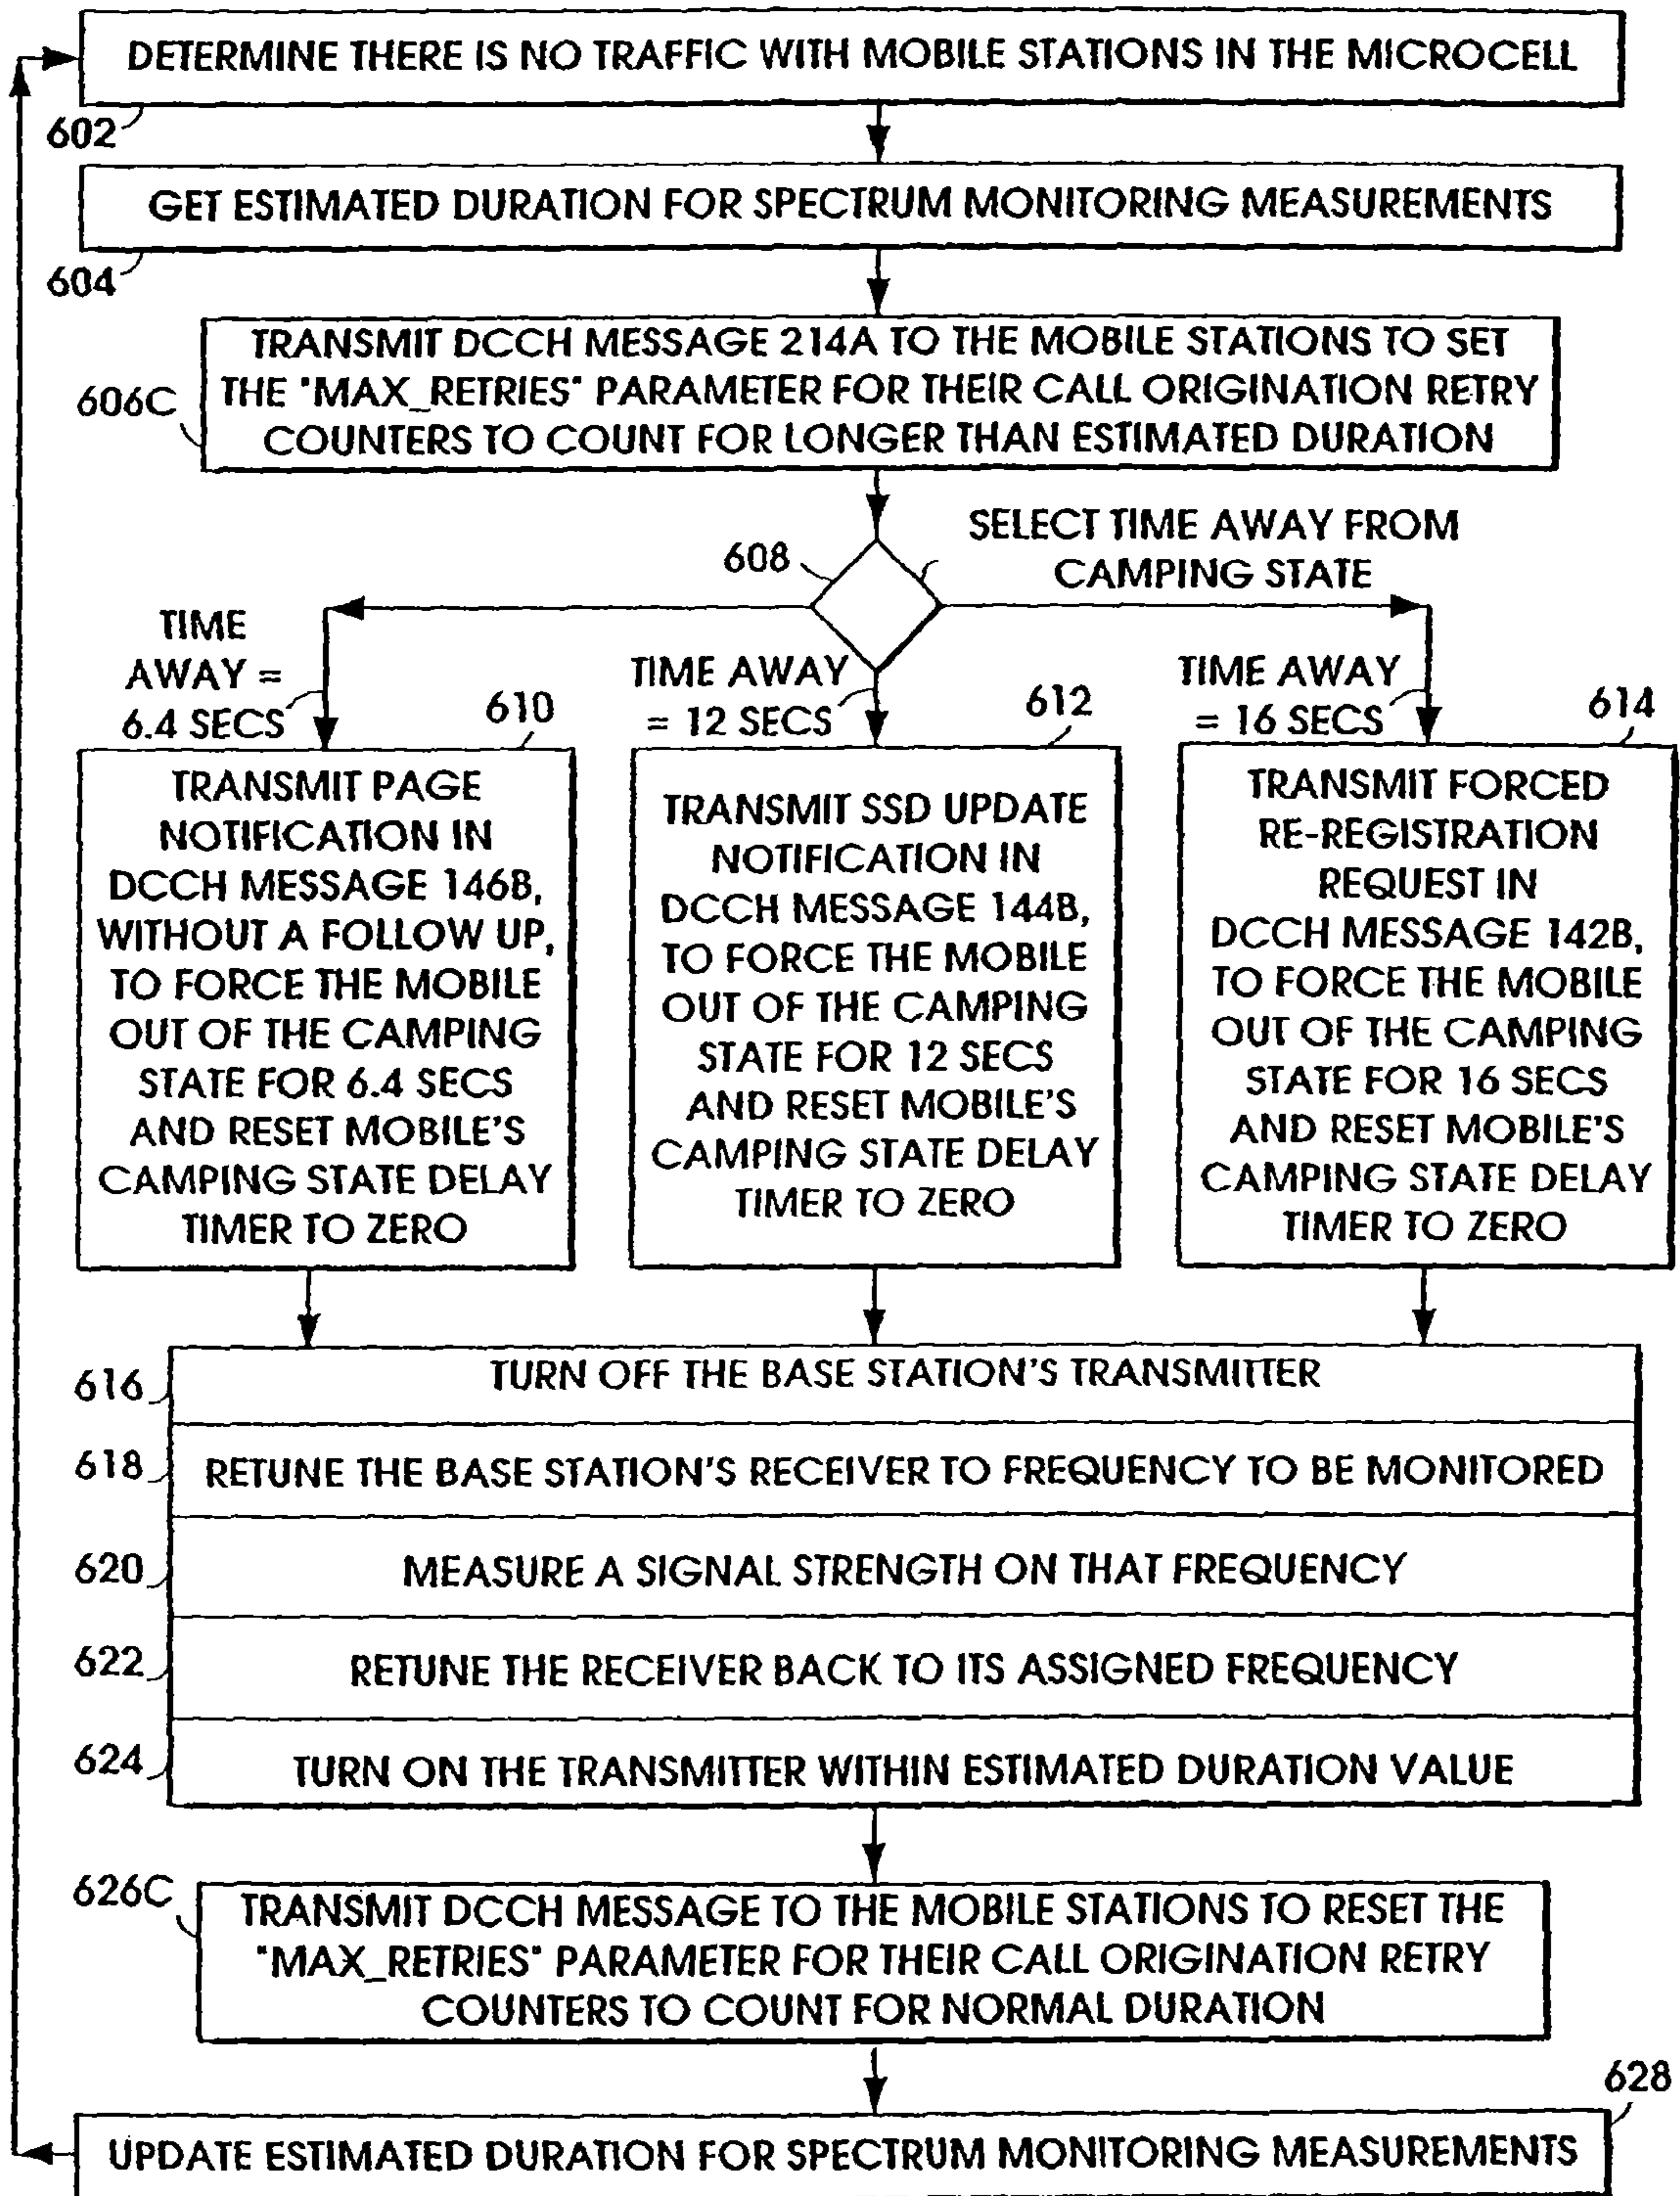 DETERMINE THERE IS NO TRAFFIC WITH MOBILE STATIONS IN THE MICROCELL
602
GET ESTIMATED DURATION FOR SPECTRUM MONITORING MEASUREMENTS
604
TRANSMIT DCCH MESSAGE 214A TO THE MOBILE STATIONS TO SET
THE "MAX_RETRIES" PARAMETER FOR THEIR CALL ORIGINATION RETRY
COUNTERS TO COUNT FOR LONGER THAN ESTIMATED DURATION
606C
608
SELECT TIME AWAY FROM
CAMPING STATE
TIME
AWAY =
6.4 SECS
610
TIME AWAY
= 12 SECS
612
TIME AWAY
= 16 SECS
614
TRANSMIT PAGE
NOTIFICATION IN
DCCH MESSAGE 146B,
WITHOUT A FOLLOW UP,
TO FORCE THE MOBILE
OUT OF THE CAMPING
STATE FOR 6.4 SECS
AND RESET MOBILE'S
CAMPING STATE DELAY
TIMER TO ZERO
TRANSMIT SSD UPDATE
NOTIFICATION IN
DCCH MESSAGE 144B,
TO FORCE THE MOBILE
OUT OF THE CAMPING
STATE FOR 12 SECS
AND RESET MOBILE'S
CAMPING STATE DELAY
TIMER TO ZERO
TRANSMIT FORCED
RE-REGISTRATION
REQUEST IN
DCCH MESSAGE 142B,
TO FORCE THE MOBILE
OUT OF THE CAMPING
STATE FOR 16 SECS
AND RESET MOBILE'S
CAMPING STATE DELAY
TIMER TO ZERO
616
TURN OFF THE BASE STATION'S TRANSMITTER
618
RETUNE THE BASE STATION'S RECEIVER TO FREQUENCY TO BE MONITORED
620
MEASURE A SIGNAL STRENGTH ON THAT FREQUENCY
622
RETUNE THE RECEIVER BACK TO ITS ASSIGNED FREQUENCY
624
TURN ON THE TRANSMITTER WITHIN ESTIMATED DURATION VALUE
626C
TRANSMIT DCCH MESSAGE TO THE MOBILE STATIONS TO RESET THE
"MAX_RETRIES" PARAMETER FOR THEIR CALL ORIGINATION RETRY
COUNTERS TO COUNT FOR NORMAL DURATION
628
UPDATE ESTIMATED DURATION FOR SPECTRUM MONITORING MEASUREMENTS